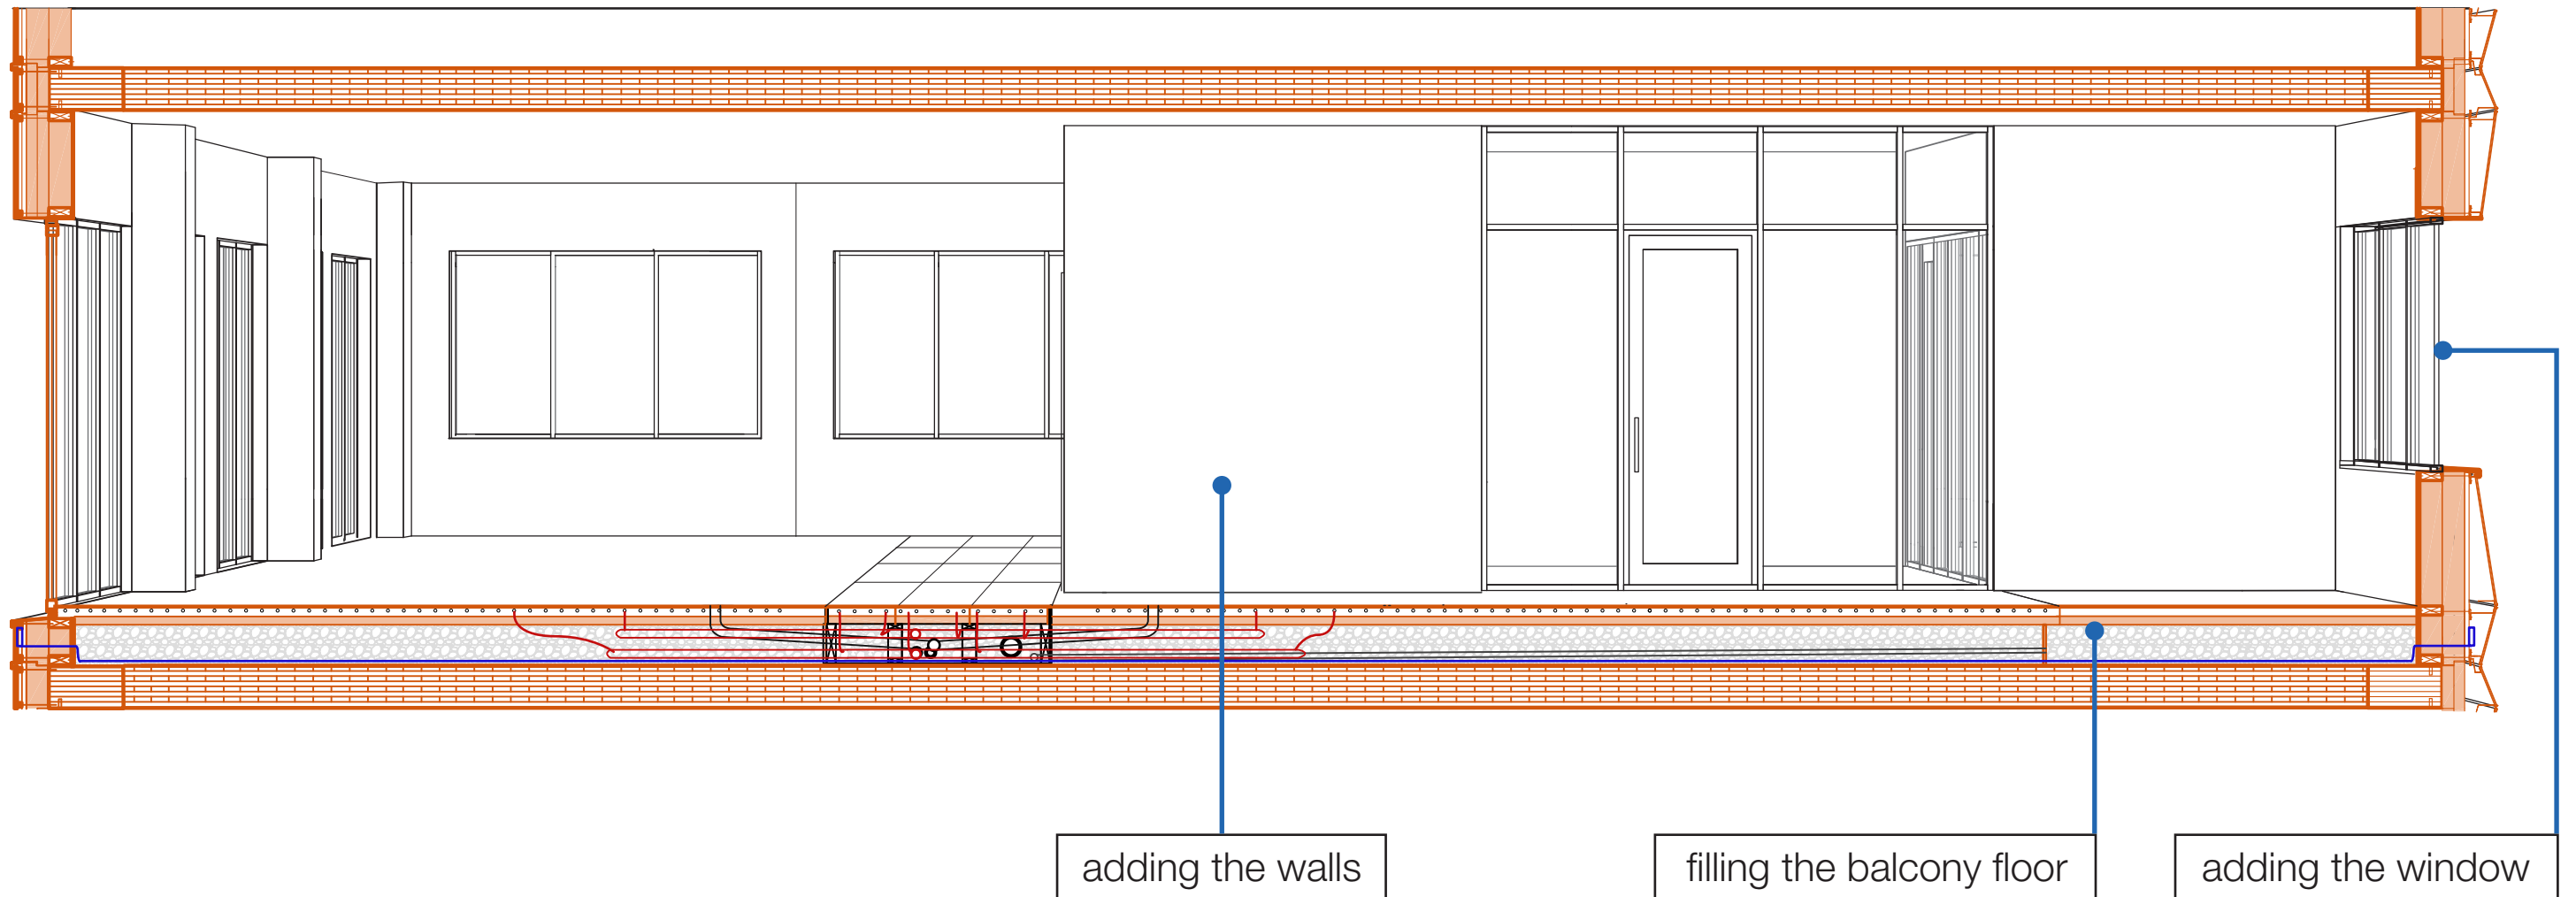 adding the walls
filling the balcony floor
adding the window